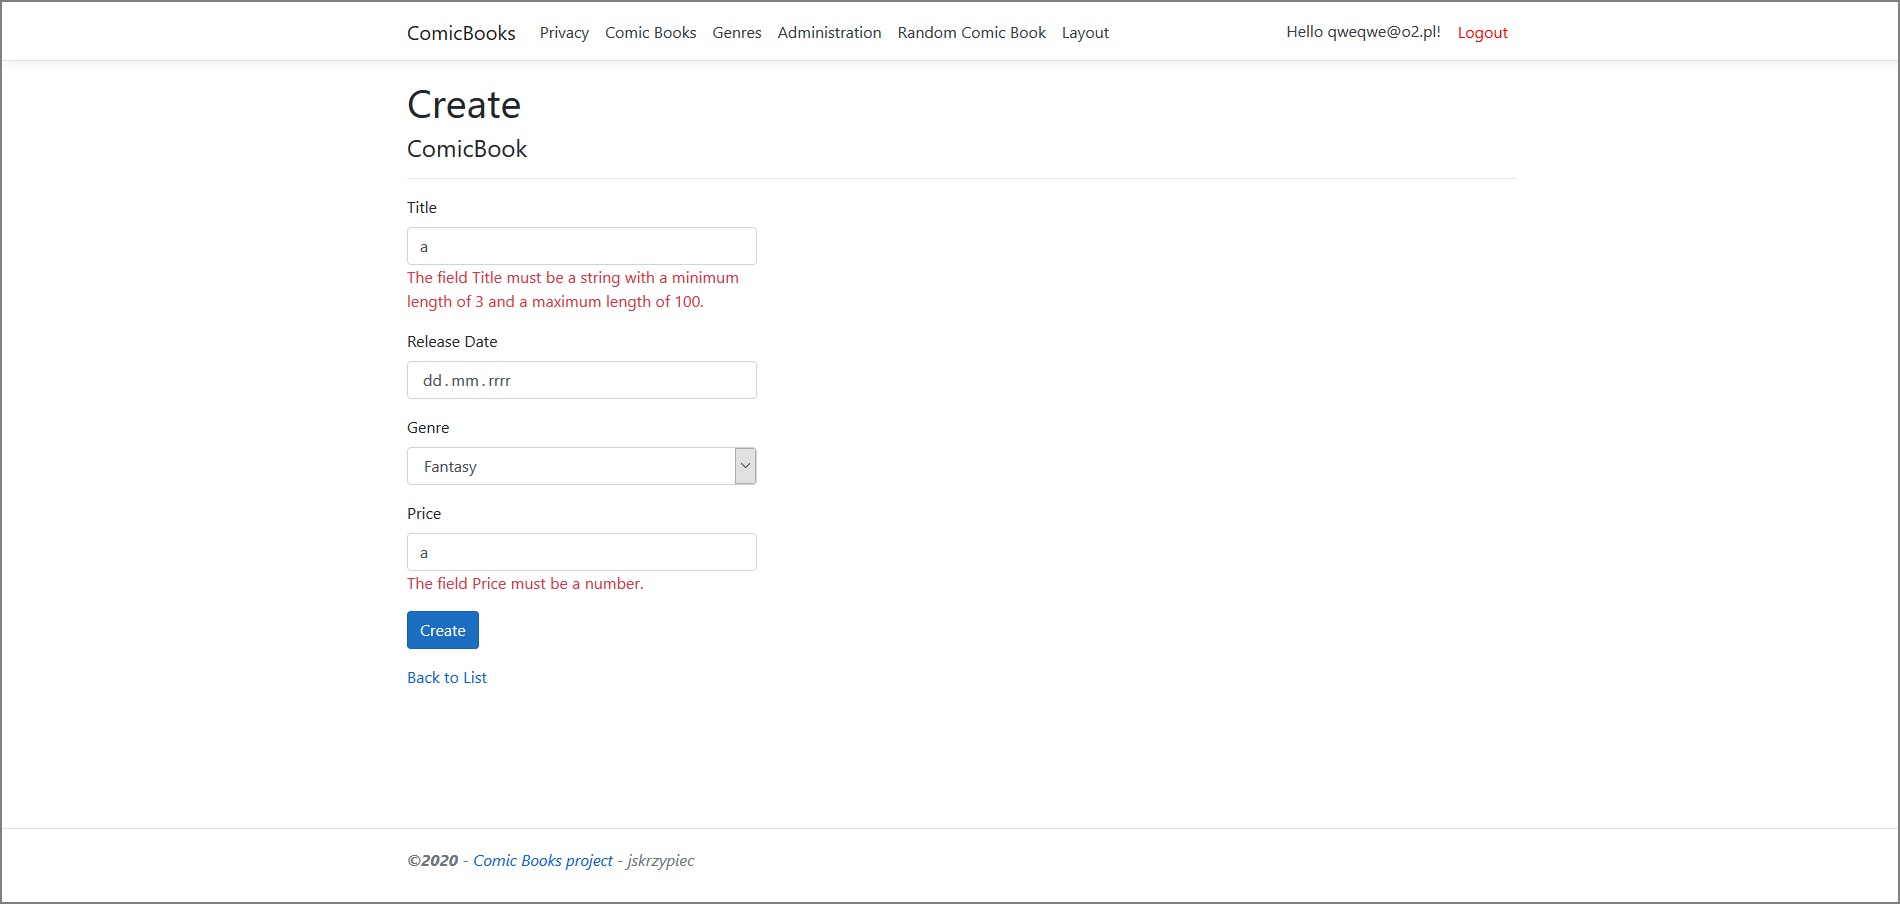 ComicBooks Privacy Comic Books Genres Administration Random Comic Book Layout Hello qweqwe@o2.pl! Logout
Create
ComicBook
Title
a
The field Title must be a string with a minimum
length of 3 and a maximum length of 100.
Release Date
dd.mm.rrrr
Genre
Fantasy
Price
a
The field Price must be a number.
Create
Back to List
©2020 - Comic Books project - jskrzypiec